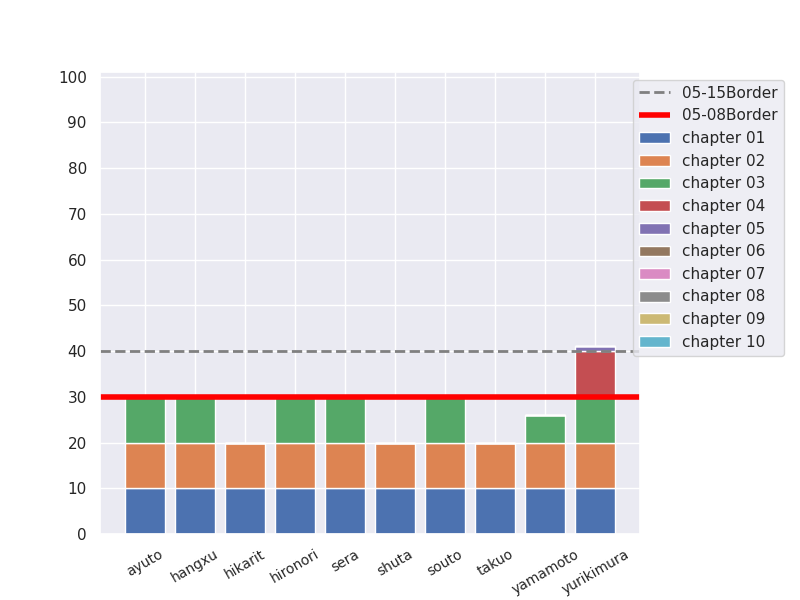 100
90
80
70
60
50
40
30
20
10
0
ayuto
hangxu
hikarit
hironori
sera
shuta
souto
takuo
yamamoto
yurikimura
05-15Border
05-08Border
chapter 01
chapter 02
chapter 03
chapter 04
chapter 05
chapter 06
chapter 07
chapter 08
chapter 09
chapter 10